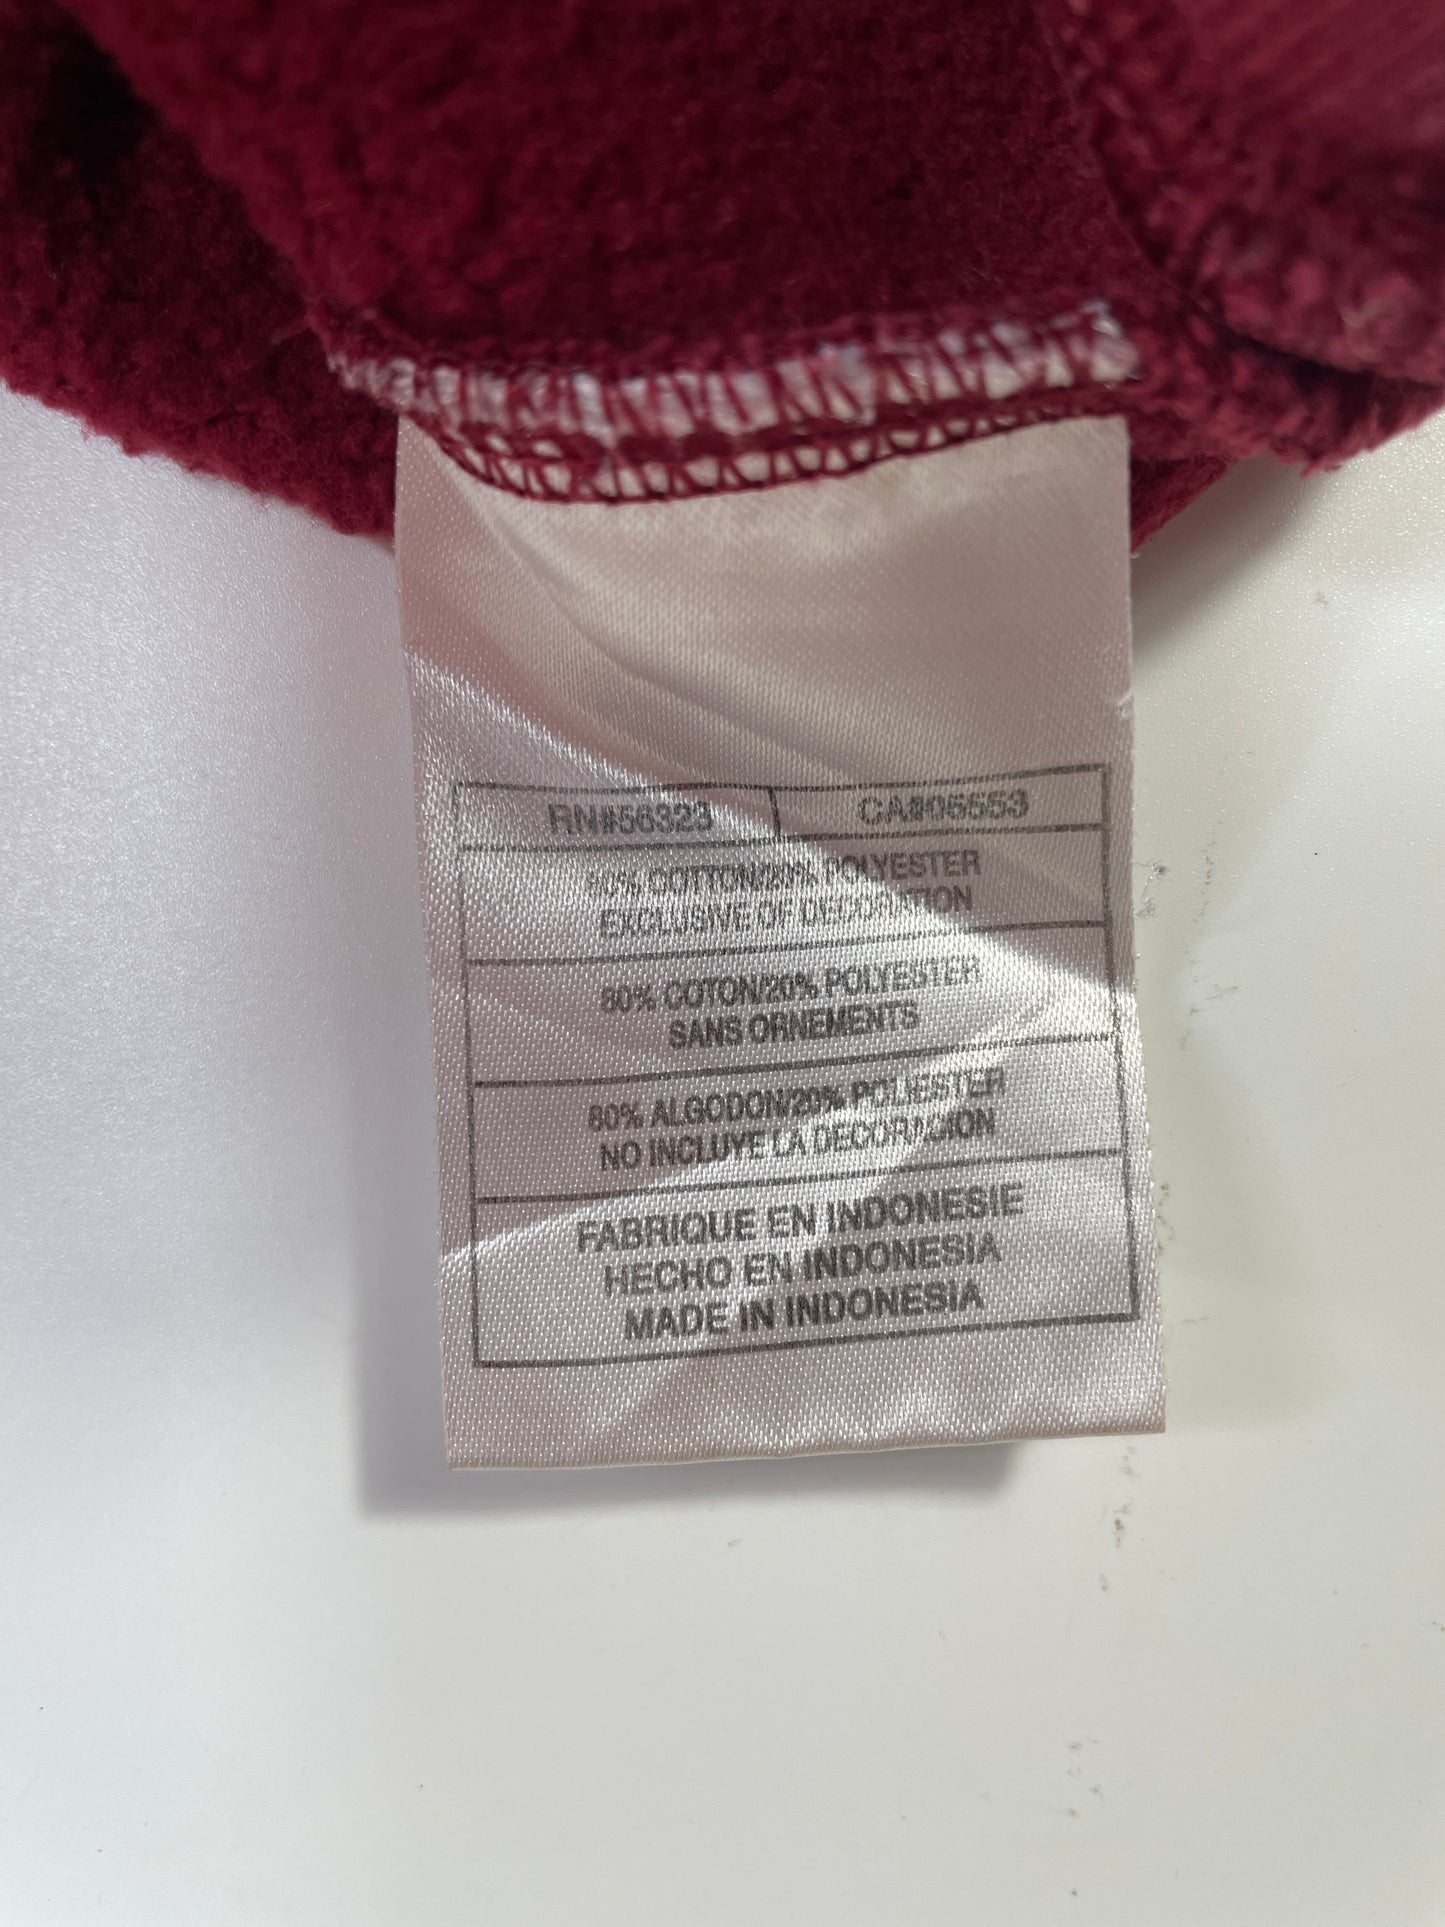 RN#56323 CA#05553
80% COTTON/20% POLYESTER
EXCLUSIVE OF DECORATION
80% COTON/20% POLYESTER
SANS ORNEMENTS
80% ALGODON/20% POLIESTER
NO INCLUYE LA DECORACION
FABRIQUE EN INDONESIE
HECHO EN INDONESIA
MADE IN INDONESIA